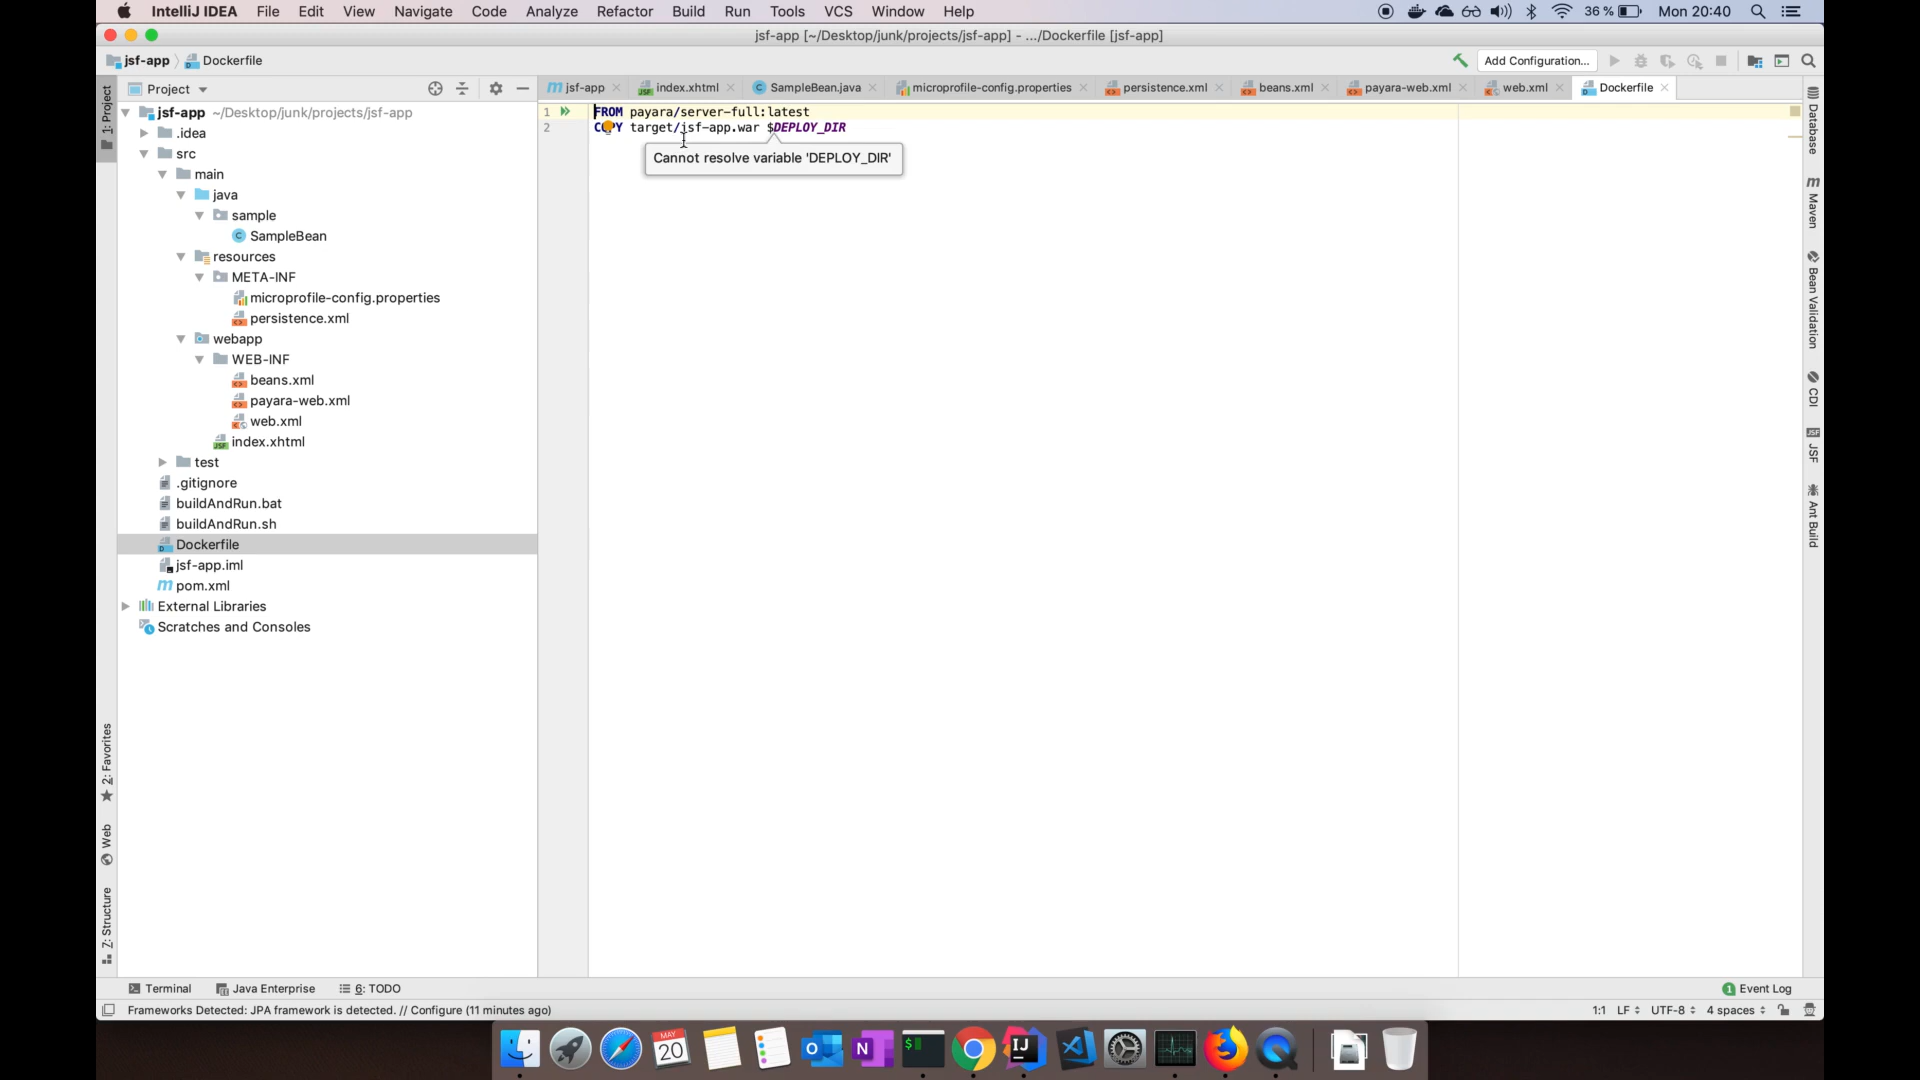 IntelliJ IDEA File Edit View Navigate Code Analyze Refactor Build Run Tools VCS Window Help 36 % Mon 20:40
jsf-app [~/Desktop/junk/projects/jsf-app] - .../Dockerfile [jsf-app]
jsf-app Dockerfile Add Configuration...
Project
jsf-app index.xhtml SampleBean.java microprofile-config.properties persistence.xml beans.xml payara-web.xml web.xml Dockerfile
jsf-app ~/Desktop/junk/projects/jsf-app
.idea
src
main
java
sample
SampleBean
resources
META-INF
microprofile-config.properties
persistence.xml
webapp
WEB-INF
beans.xml
payara-web.xml
web.xml
index.xhtml
test
.gitignore
buildAndRun.bat
buildAndRun.sh
Dockerfile
jsf-app.iml
pom.xml
External Libraries
Scratches and Consoles
1 FROM payara/server-full:latest
2 COPY target/jsf-app.war $DEPLOY_DIR
Cannot resolve variable 'DEPLOY_DIR'
1: Project
2: Favorites
Web
Z: Structure
Database
Maven
Bean Validation
CDI
JSF
Ant Build
Terminal Java Enterprise 6: TODO 1 Event Log
Frameworks Detected: JPA framework is detected. // Configure (11 minutes ago) 1:1 LF UTF-8 4 spaces
MAY
20
IJ